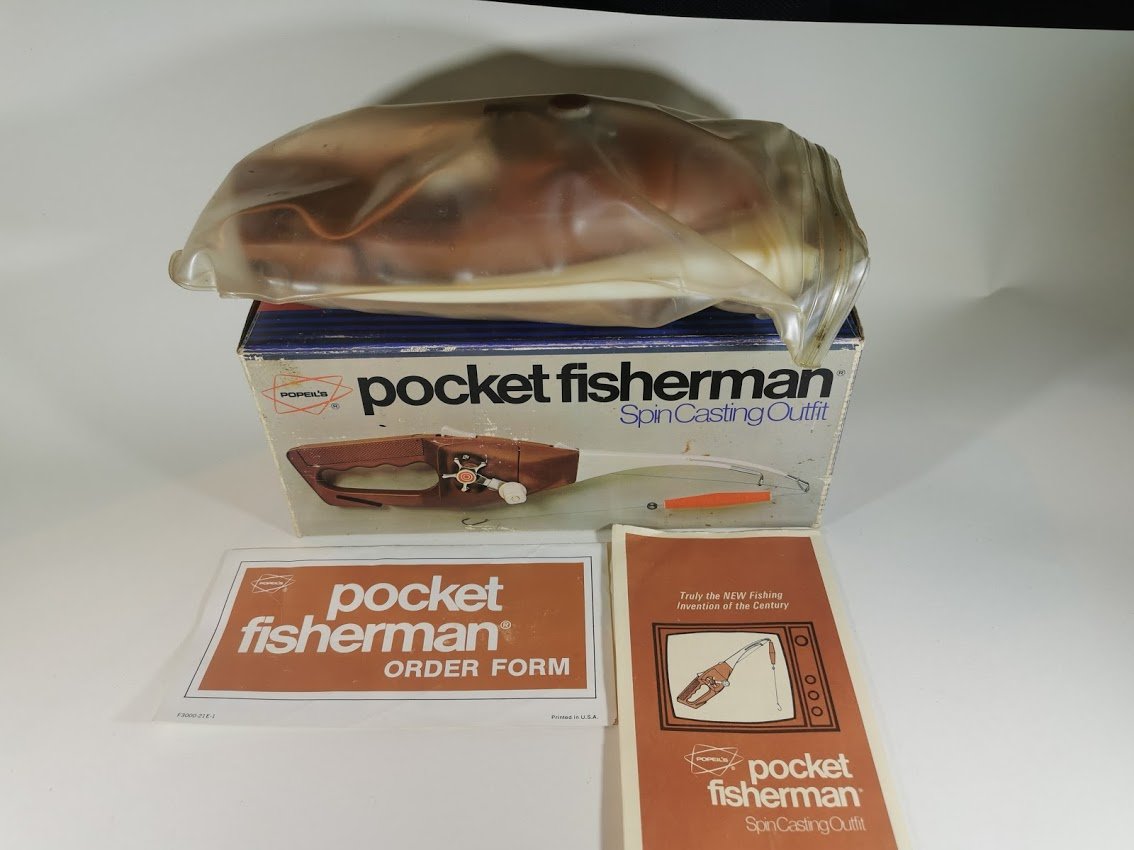 POPEIL'S ®
pocket fisherman®
Spin Casting Outfit
POPEIL'S
pocket
fisherman®
ORDER FORM
F3000-21E-1
Printed in U.S.A.
Truly the NEW Fishing
Invention of the Century
POPEIL'S ®
pocket
fisherman®
Spin Casting Outfit